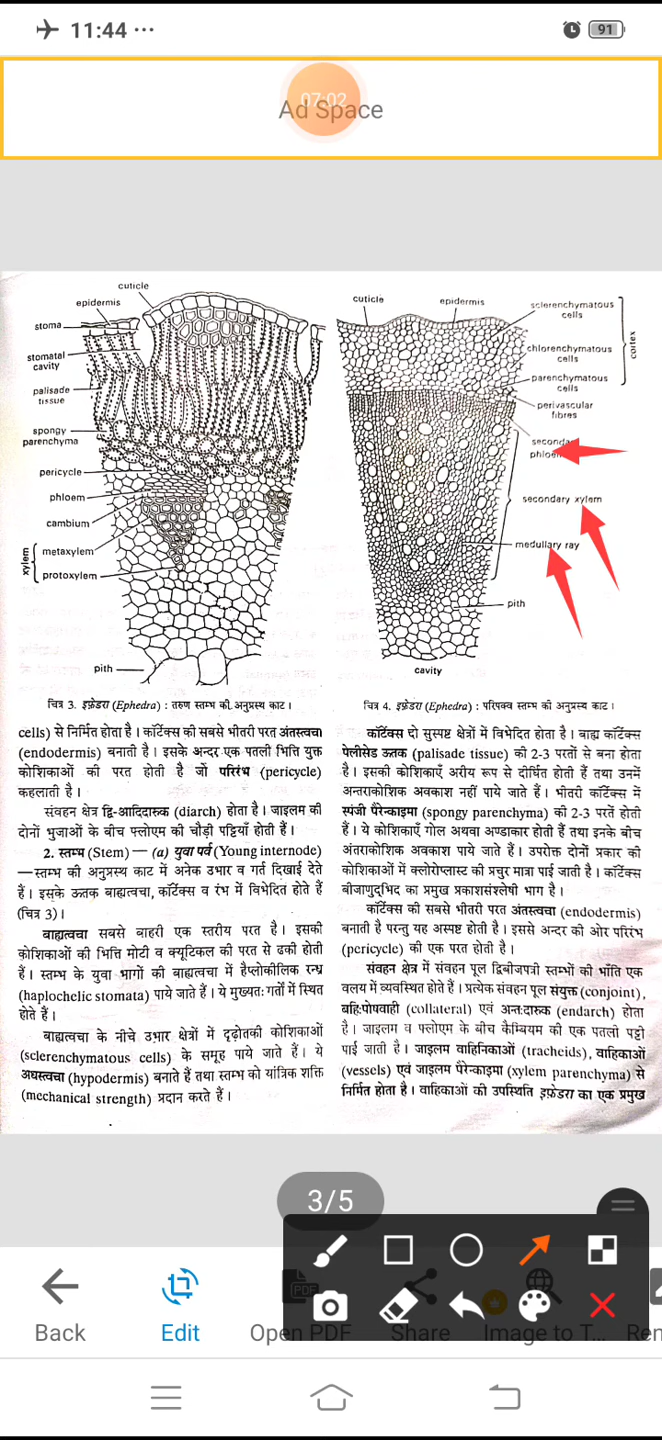 11:44 ...
91
07:02
Ad Space
cuticle
epidermis
stoma
stomatal
cavity
palisade
tissue
spongy
parenchyma
pericycle
phloem
cambium
xylem
metaxylem
protoxylem
pith
चित्र 3. इफ़ेडरा (Ephedra) : तरुण स्तम्भ की अनुप्रस्थ काट।
cuticle
epidermis
sclerenchymatous
cells
cortex
chlorenchymatous
cells
parenchymatous
cells
perivascular
fibres
secondary xylem
medullary ray
pith
cavity
चित्र 4. इफ़ेडरा (Ephedra) : परिपक्व स्तम्भ की अनुप्रस्थ काट।
cells) से निर्मित होता है। कॉर्टेक्स की सबसे भीतरी परत अंतस्त्वचा
(endodermis) बनाती है। इसके अन्दर एक पतली भित्ति युक्त
कोशिकाओं की परत होती है जो परिरंभ (pericycle)
कहलाती है।
संवहन क्षेत्र द्वि-आदिदारुक (diarch) होता है। जाइलम की
दोनों भुजाओं के बीच फ्लोएम की चौड़ी पट्टियाँ होती हैं।
2. स्तम्भ (Stem)— (a) युवा पर्व (Young internode)
—स्तम्भ की अनुप्रस्थ काट में अनेक उभार व गर्त दिखाई देते
हैं। इसके ऊतक बाह्यत्वचा, कॉर्टेक्स व रंभ में विभेदित होते हैं
(चित्र 3)।
बाह्यत्वचा सबसे बाहरी एक स्तरीय परत है। इसकी
कोशिकाओं की भित्ति मोटी व क्यूटिकल की परत से ढकी होती
हैं। स्तम्भ के युवा भागों की बाह्यत्वचा में हैप्लोकीलिक रन्ध्र
(haplochelic stomata) पाये जाते हैं। ये मुख्यत: गर्तों में स्थित
होते हैं।
बाह्यत्वचा के नीचे उभार क्षेत्रों में दृढ़ोतकी कोशिकाओं
(sclerenchymatous cells) के समूह पाये जाते हैं। ये
अधस्त्वचा (hypodermis) बनाते हैं तथा स्तम्भ को यांत्रिक शक्ति
(mechanical strength) प्रदान करते हैं।
कॉर्टेक्स दो सुस्पष्ट क्षेत्रों में विभेदित होता है। बाह्य कॉर्टेक्स
पेलीसेड ऊतक (palisade tissue) की 2-3 परतों से बना होता
है। इसकी कोशिकाएँ अरीय रूप से दीर्घित होती हैं तथा उनमें
अन्तराकोशिक अवकाश नहीं पाये जाते हैं। भीतरी कॉर्टेक्स में
स्पंजी पैरेन्काइमा (spongy parenchyma) की 2-3 परतें होती
हैं। ये कोशिकाएँ गोल अथवा अण्डाकार होती हैं तथा इनके बीच
अंतराकोशिक अवकाश पाये जाते हैं। उपरोक्त दोनों प्रकार की
कोशिकाओं में क्लोरोप्लास्ट की प्रचुर मात्रा पाई जाती है। कॉर्टेक्स
बीजाणुद्भिद का प्रमुख प्रकाशसंश्लेषी भाग है।
कॉर्टेक्स की सबसे भीतरी परत अंतस्त्वचा (endodermis)
बनाती है परन्तु यह अस्पष्ट होती है। इससे अन्दर की ओर परिरंभ
(pericycle) की एक परत होती है।
संवहन क्षेत्र में संवहन पूल द्विबीजपत्री स्तम्भों की भाँति एक
वलय में व्यवस्थित होते हैं। प्रत्येक संवहन पूल संयुक्त (conjoint),
बहि:पोषवाही (collateral) एवं अन्त:दारुक (endarch) होता
है। जाइलम व फ्लोएम के बीच कैम्बियम की एक पतली पट्टी
पाई जाती है। जाइलम वाहिनिकाओं (tracheids), वाहिकाओं
(vessels) एवं जाइलम पैरेन्काइमा (xylem parenchyma) से
निर्मित होता है। वाहिकाओं की उपस्थिति इफ़ेडरा का एक प्रमुख
3/5
Back
Edit
Open PDF
Share
Image to T...
Ren